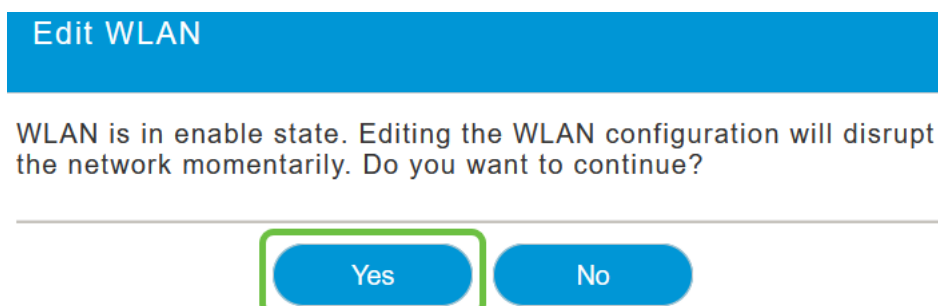 Edit WLAN
WLAN is in enable state. Editing the WLAN configuration will disrupt
the network momentarily. Do you want to continue?
Yes No